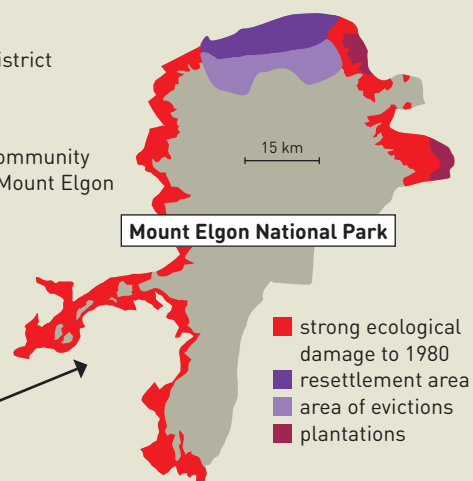 istrict
ommunity
Mount Elgon
15 km
Mount Elgon National Park
strong ecological
damage to 1980
resettlement area
area of evictions
plantations